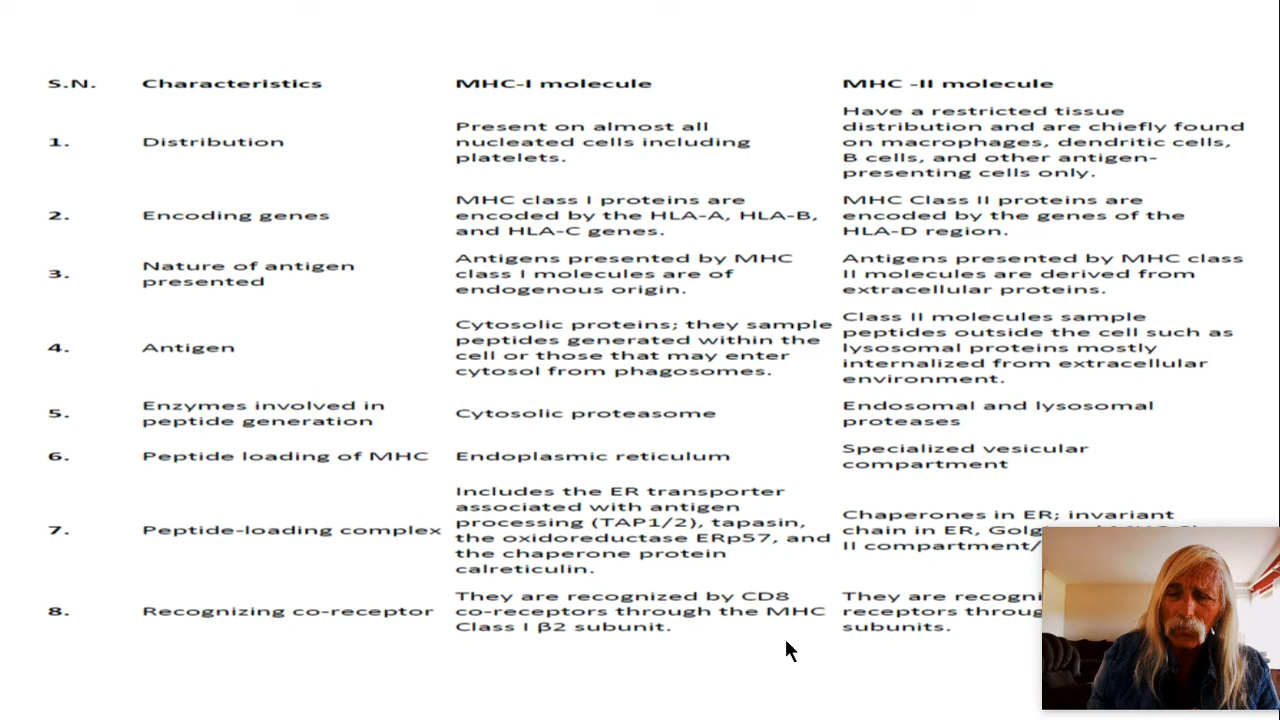 S.N. Characteristics MHC-I molecule MHC -II molecule
1. Distribution
Present on almost all
nucleated cells including
platelets.
Have a restricted tissue
distribution and are chiefly found
on macrophages, dendritic cells,
B cells, and other antigen-
presenting cells only.
2. Encoding genes
MHC class I proteins are
encoded by the HLA-A, HLA-B,
and HLA-C genes.
MHC Class II proteins are
encoded by the genes of the
HLA-D region.
3. Nature of antigen
presented
Antigens presented by MHC
class I molecules are of
endogenous origin.
Antigens presented by MHC class
II molecules are derived from
extracellular proteins.
4. Antigen
Cytosolic proteins; they sample
peptides generated within the
cell or those that may enter
cytosol from phagosomes.
Class II molecules sample
peptides outside the cell such as
lysosomal proteins mostly
internalized from extracellular
environment.
5. Enzymes involved in
peptide generation
Cytosolic proteasome
Endosomal and lysosomal
proteases
6. Peptide loading of MHC
Endoplasmic reticulum
Specialized vesicular
compartment
7. Peptide-loading complex
Includes the ER transporter
associated with antigen
processing (TAP1/2), tapasin,
the oxidoreductase ERp57, and
the chaperone protein
calreticulin.
Chaperones in ER; invariant
chain in ER,
II compartment/
8. Recognizing co-receptor
They are recognized by CD8
co-receptors through the MHC
Class I β2 subunit.
They are
receptors
subunits.